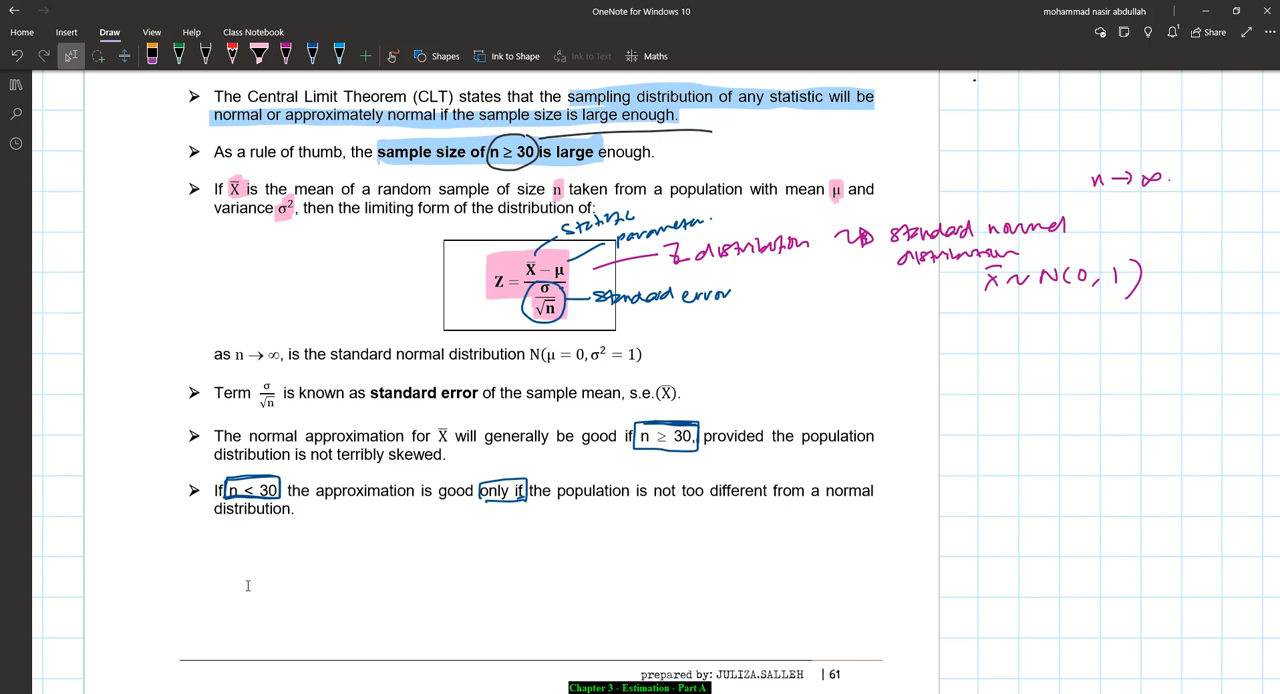 OneNote for Windows 10
mohammad nasir abdullah
Home Insert Draw View Help Class Notebook
Share
Shapes Ink to Shape Ink to Text Maths
➢ The Central Limit Theorem (CLT) states that the sampling distribution of any statistic will be
normal or approximately normal if the sample size is large enough.
➢ As a rule of thumb, the sample size of n ≥ 30 is large enough.
n → ∞.
➢ If X̅ is the mean of a random sample of size n taken from a population with mean μ and
variance σ², then the limiting form of the distribution of:
statistic
parameter.
Z distribution
standard normal
distribution
X̅ ~ N(0, 1)
Z = (X̅ − μ) / (σ/√n)
standard error
as n → ∞, is the standard normal distribution N(μ = 0, σ² = 1)
➢ Term σ/√n is known as standard error of the sample mean, s.e.(X̅).
➢ The normal approximation for X̅ will generally be good if n ≥ 30, provided the population
distribution is not terribly skewed.
➢ If n < 30 the approximation is good only if the population is not too different from a normal
distribution.
prepared by: JULIZA.SALLEH | 61
Chapter 3 - Estimation - Part A